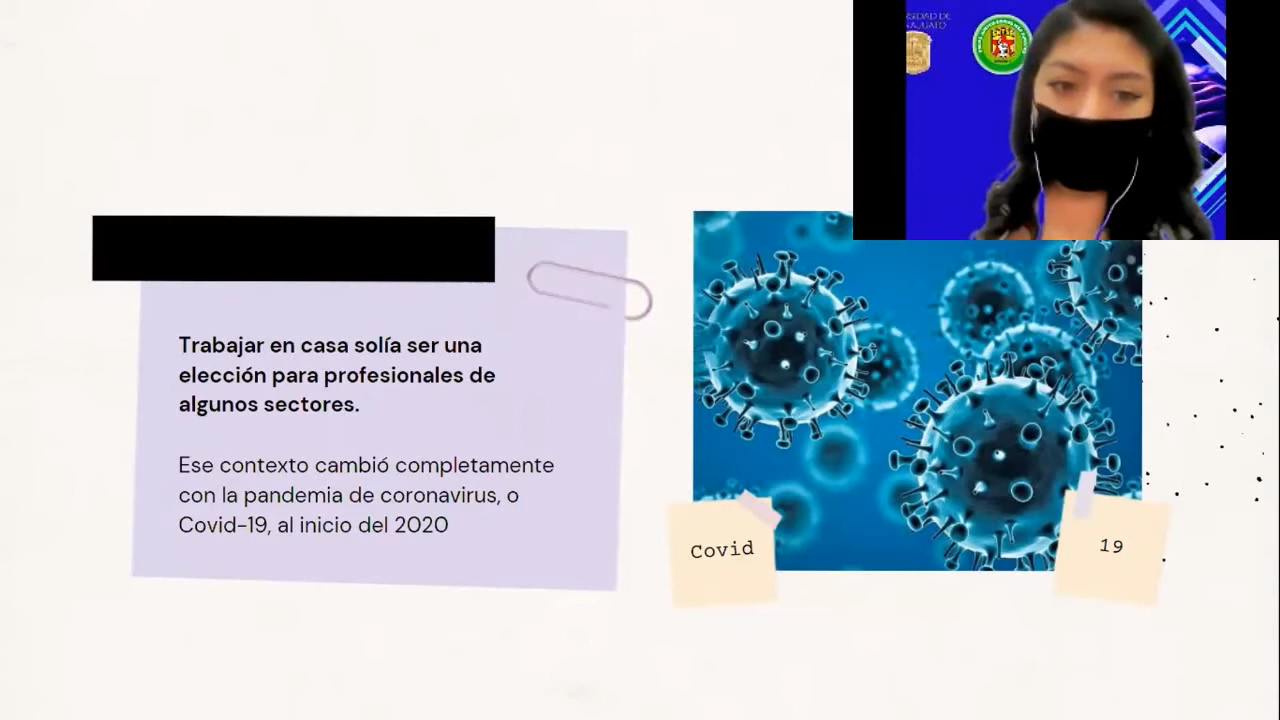 Trabajar en casa solía ser una
elección para profesionales de
algunos sectores.
Ese contexto cambió completamente
con la pandemia de coronavirus, o
Covid-19, al inicio del 2020
Covid
19